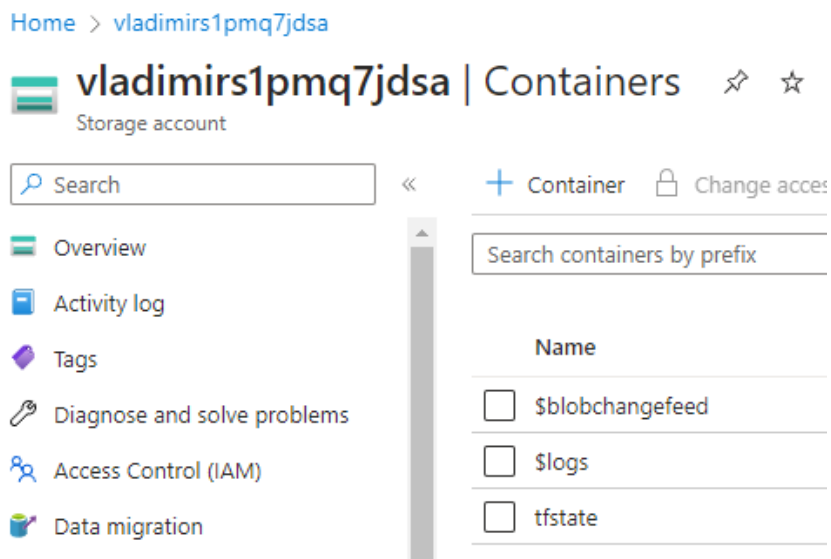 Home > vladimirs1pmq7jdsa
vladimirs1pmq7jdsa | Containers
Storage account
Search
Container
Change acces
Overview
Search containers by prefix
Activity log
Name
Tags
$blobchangefeed
Diagnose and solve problems
$logs
Access Control (IAM)
tfstate
Data migration